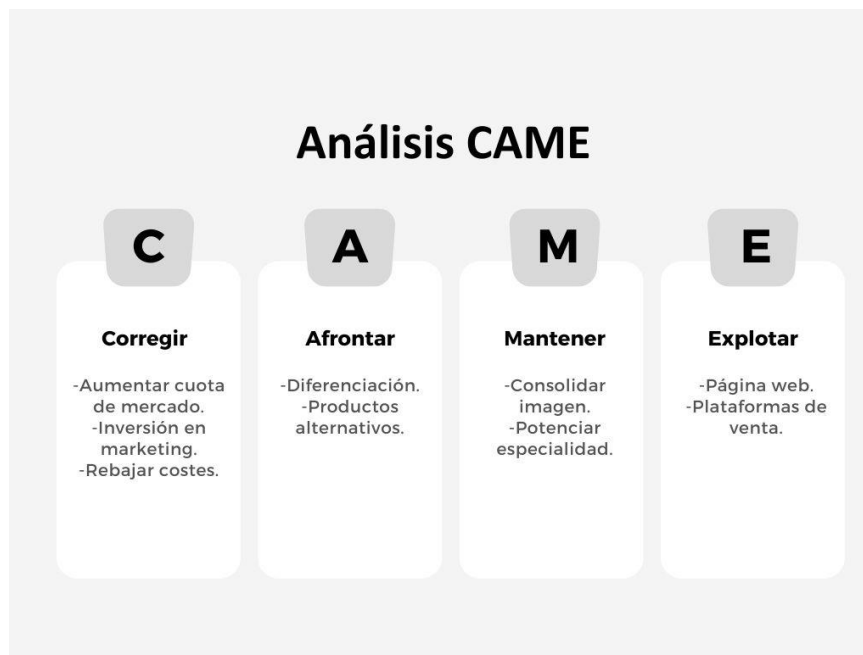 Análisis CAME
C
Corregir
-Aumentar cuota
de mercado.
-Inversión en
marketing.
-Rebajar costes.
A
Afrontar
-Diferenciación.
-Productos
alternativos.
M
Mantener
-Consolidar
imagen.
-Potenciar
especialidad.
E
Explotar
-Página web.
-Plataformas de
venta.